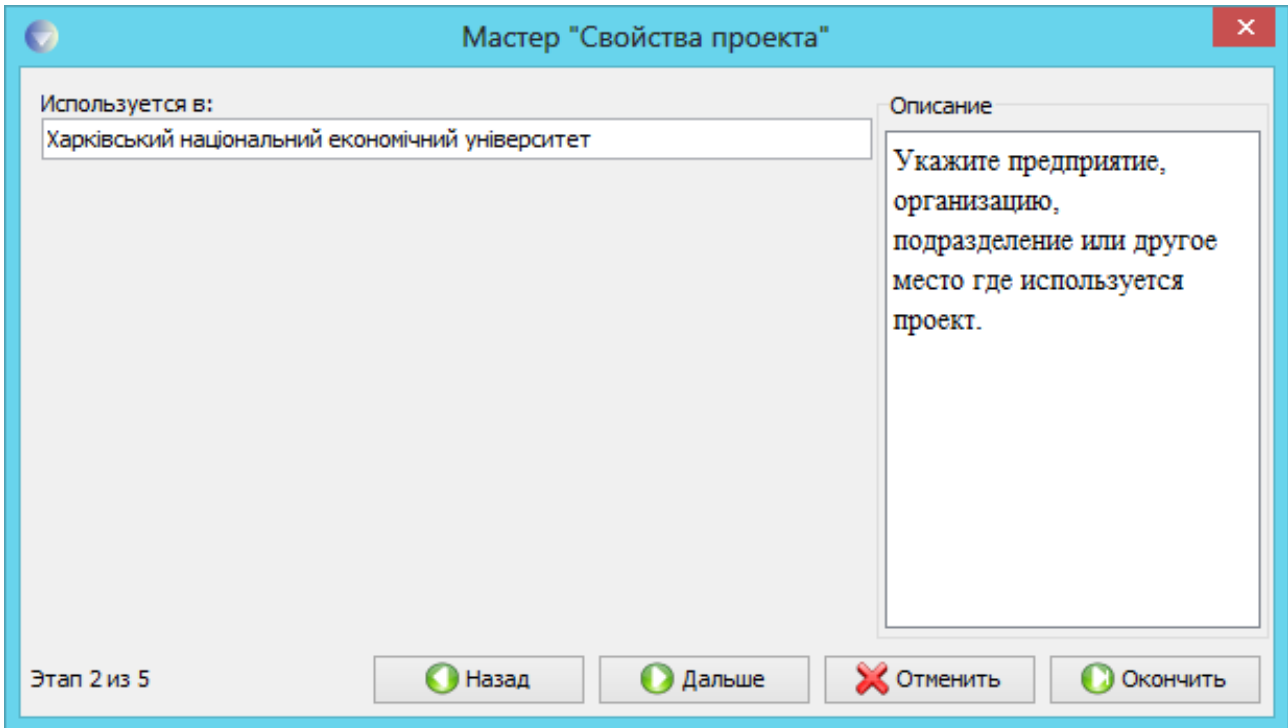 Мастер "Свойства проекта"
Используется в:
Харківський національний економічний університет
Описание
Укажите предприятие,
организацию,
подразделение или другое
место где используется
проект.
Этап 2 из 5
Назад
Дальше
Отменить
Окончить